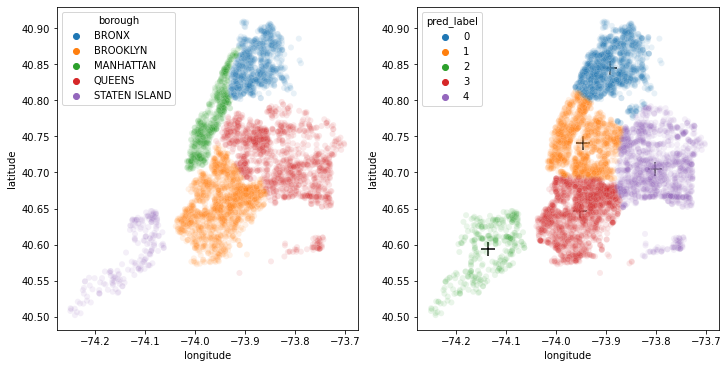 borough
BRONX
BROOKLYN
MANHATTAN
QUEENS
STATEN ISLAND
40.90
40.85
40.80
40.75
40.70
40.65
40.60
40.55
40.50
latitude
−74.2 −74.1 −74.0 −73.9 −73.8 −73.7
longitude
pred_label
0
1
2
3
4
40.90
40.85
40.80
40.75
40.70
40.65
40.60
40.55
40.50
latitude
−74.2 −74.1 −74.0 −73.9 −73.8 −73.7
longitude